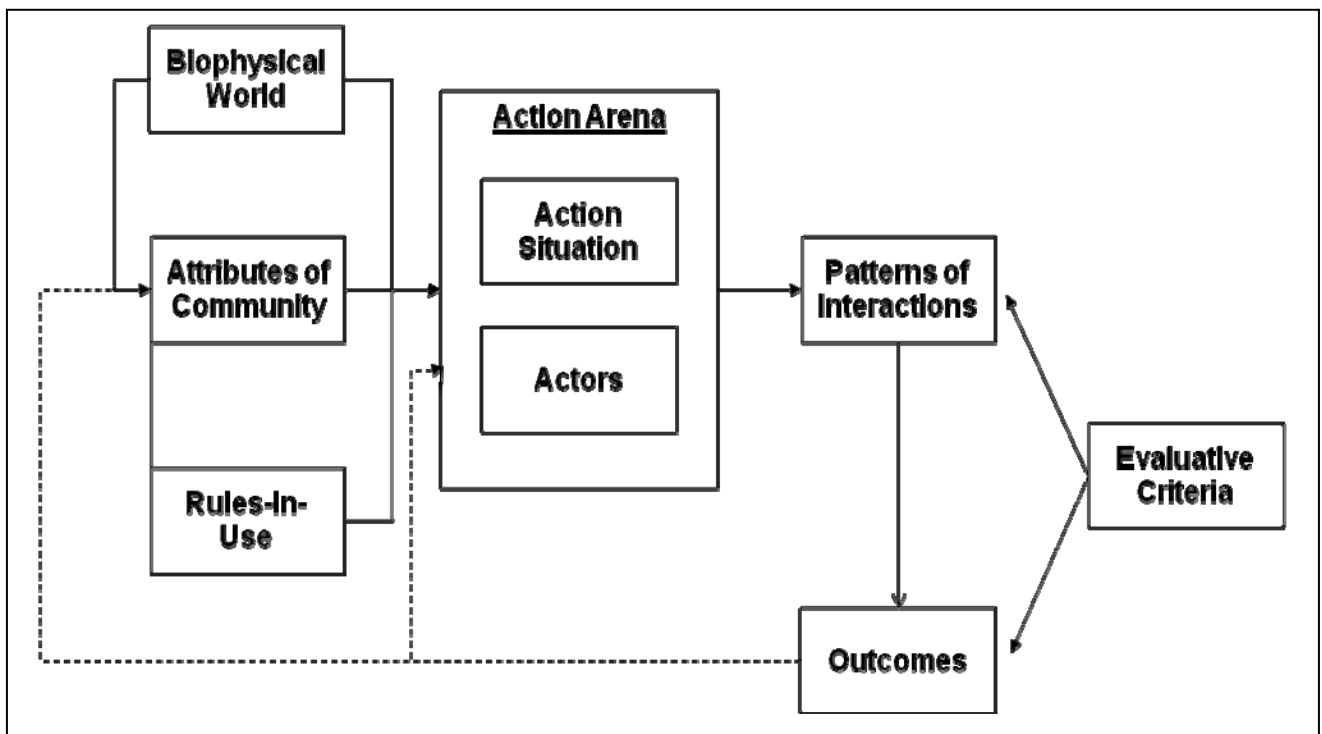 Biophysical
World
Action Arena
Action
Situation
Attributes of
Community
Patterns of
Interactions
Actors
Evaluative
Criteria
Rules-In-
Use
Outcomes